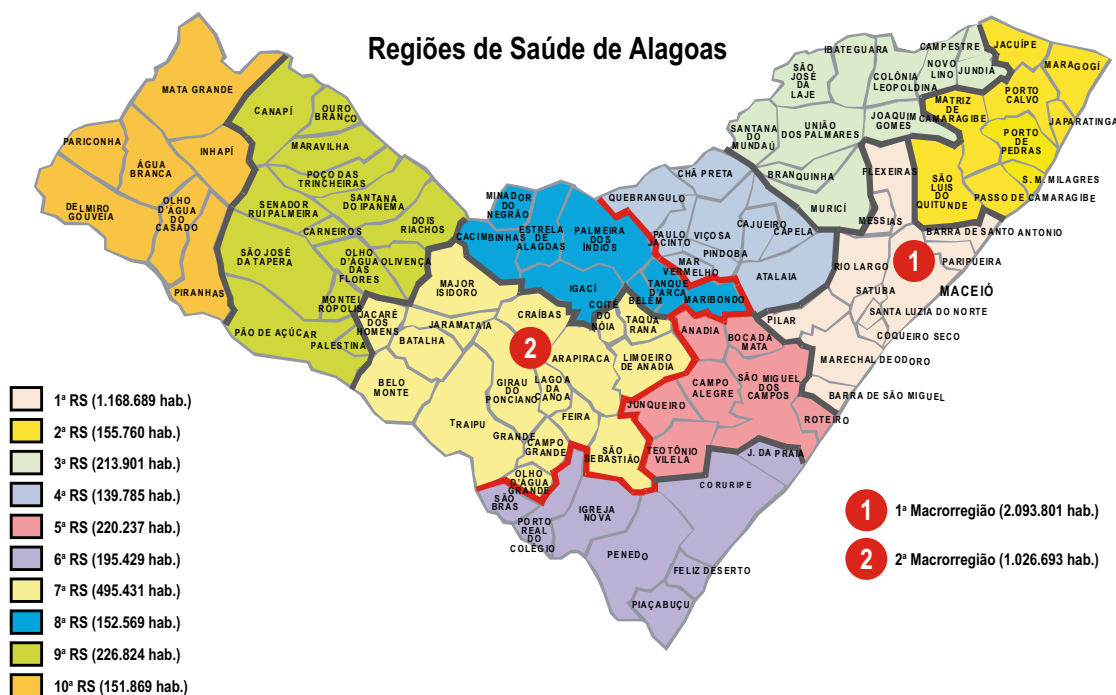 Regiões de Saúde de Alagoas
MATA GRANDE
PARICONHA
ÁGUA
BRANCA
INHAPÍ
DELMIRO
GOUVEIA
OLHO
D'ÁGUA
DO
CASADO
PIRANHAS
CANAPÍ
OURO
BRANCO
MARAVILHA
POÇO DAS
TRINCHEIRAS
SENADOR
RUI PALMEIRA
SANTANA
DO IPANEMA
CARNEIROS
DOIS
RIACHOS
SÃO JOSÉ
DA TAPERA
OLHO
D'ÁGUA
DAS
FLORES
OLIVENÇA
MONTEI
RÓPOLIS
PÃO DE AÇÚCAR
PALESTINA
MINADOR
DO
NEGRÃO
CACIMBINHAS
ESTRELA
DE
ALAGOAS
PALMEIRA
DOS
ÍNDIOS
IGACÍ
BELÉM
TANQUE
D'ARCA
MARIBONDO
MAJOR
ISIDORO
JACARÉ
DOS
HOMENS
JARAMATAIA
BATALHA
BELO
MONTE
CRAÍBAS
COITÉ
DO
NÓIA
TAQUA
RANA
2
ARAPIRACA
LIMOEIRO
DE ANADIA
GIRAU
DO
PONCIANO
LAGOA
DA
CANOA
TRAIPU
FEIRA
GRANDE
CAMPO
GRANDE
SÃO
SEBASTIÃO
OLHO
D'ÁGUA
GRANDE
QUEBRANGULO
CHÃ PRETA
PAULO
JACINTO
VIÇOSA
CAJUEIRO
CAPELA
PINDOBA
MAR
VERMELHO
ATALAIA
IBATEGUARA
SÃO
JOSÉ
DA
LAJE
COLÔNIA
LEOPOLDINA
CAMPESTRE
NOVO
LINO
JUNDIÁ
SANTANA
DO
MUNDAÚ
UNIÃO
DOS PALMARES
JOAQUIM
GOMES
BRANQUINHA
MURICÍ
JACUÍPE
MARAGOGÍ
PORTO
CALVO
MATRIZ
DE
CAMARAGIBE
JAPARATINGA
PORTO
DE
PEDRAS
SÃO
LUIS
DO
QUITUNDE
S. M. MILAGRES
PASSO DE CAMARAGIBE
FLEXEIRAS
MESSIAS
BARRA DE SANTO ANTONIO
1
RIO LARGO
PARIPUEIRA
SATUBA
MACEIÓ
SANTA LUZIA DO NORTE
PILAR
COQUEIRO SECO
MARECHAL DEODORO
BARRA DE SÃO MIGUEL
ANADIA
BOCA DA
MATA
CAMPO
ALEGRE
SÃO MIGUEL
DOS
CAMPOS
JUNQUEIRO
ROTEIRO
TEOTÔNIO
VILELA
J. DA PRAIA
CORURIPE
SÃO
BRAS
PORTO
REAL
DO
COLÉGIO
IGREJA
NOVA
PENEDO
FELIZ DESERTO
PIAÇABUÇU
1ª RS (1.168.689 hab.)
2ª RS (155.760 hab.)
3ª RS (213.901 hab.)
4ª RS (139.785 hab.)
5ª RS (220.237 hab.)
6ª RS (195.429 hab.)
7ª RS (495.431 hab.)
8ª RS (152.569 hab.)
9ª RS (226.824 hab.)
10ª RS (151.869 hab.)
1 1ª Macrorregião (2.093.801 hab.)
2 2ª Macrorregião (1.026.693 hab.)